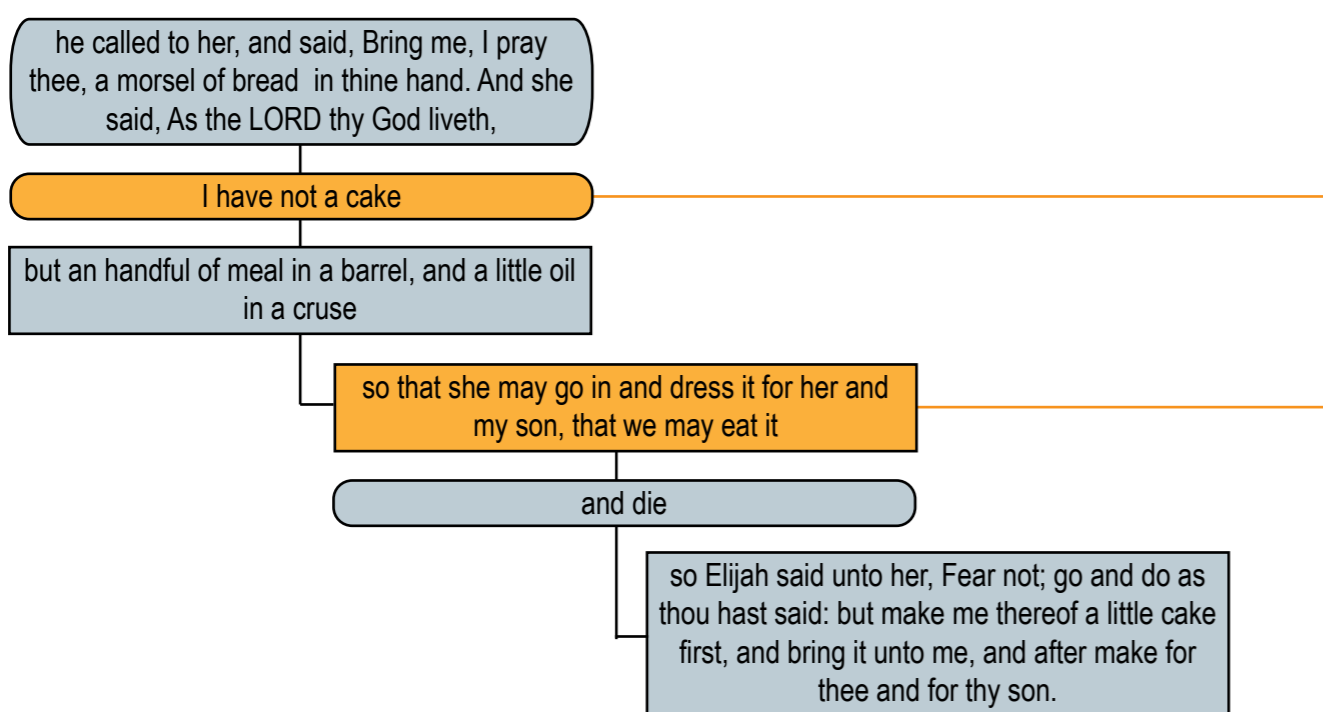 he called to her, and said, Bring me, I pray
thee, a morsel of bread  in thine hand. And she
said, As the LORD thy God liveth,
I have not a cake
but an handful of meal in a barrel, and a little oil
in a cruse
so that she may go in and dress it for her and
my son, that we may eat it
and die
so Elijah said unto her, Fear not; go and do as
thou hast said: but make me thereof a little cake
first, and bring it unto me, and after make for
thee and for thy son.